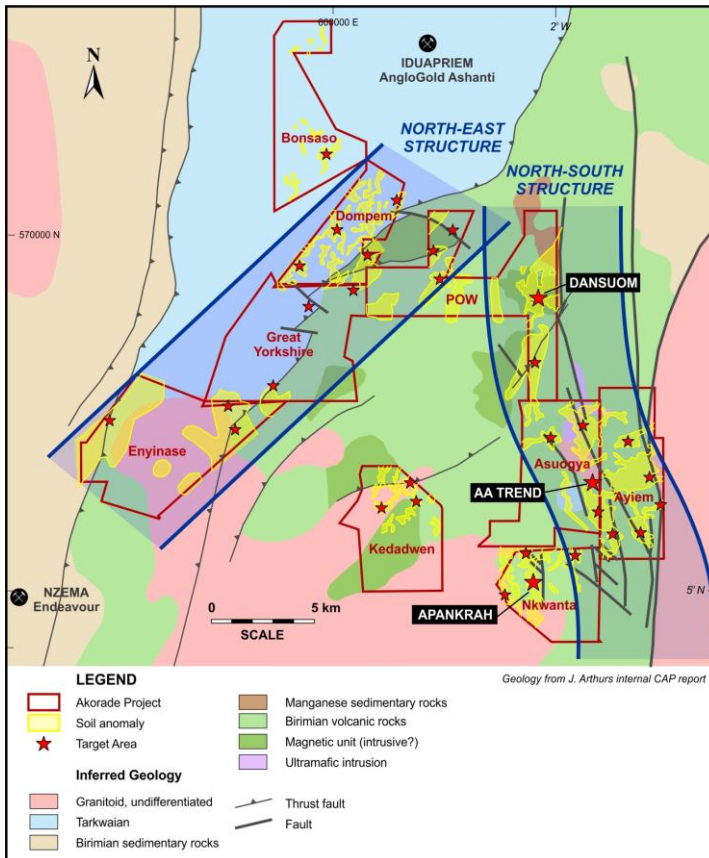 600000 E
2° W
N
IDUAPRIEM
AngloGold Ashanti
Bonsaso
NORTH-EAST
STRUCTURE
NORTH-SOUTH
STRUCTURE
Dompem
570000 N
DANSUOM
POW
Great
Yorkshire
Enyinase
Asuogya
AA TREND
Ayiem
Kedadwen
NZEMA
Endeavour
5° N
APANKRAH
Nkwanta
0 5 km
SCALE
Geology from J. Arthurs internal CAP report
LEGEND
Akorade Project
Soil anomaly
Target Area
Inferred Geology
Granitoid, undifferentiated
Tarkwaian
Birimian sedimentary rocks
Manganese sedimentary rocks
Birimian volcanic rocks
Magnetic unit (intrusive?)
Ultramafic intrusion
Thrust fault
Fault